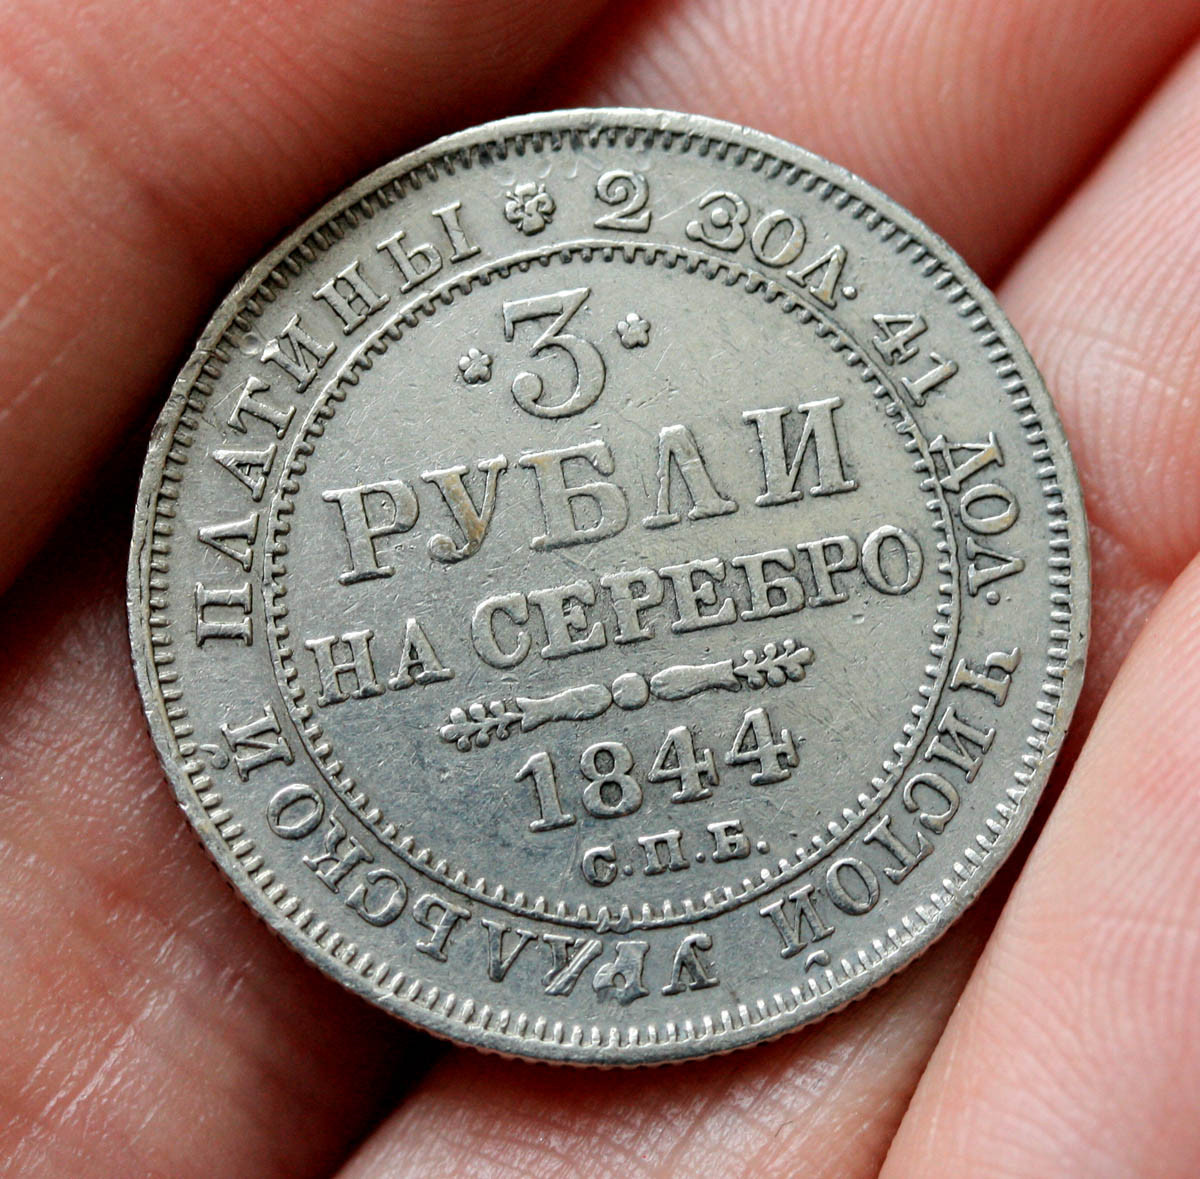 2 ЗОЛ. 41 ДОЛ. ЧИСТОЙ УРАЛЬСКОЙ ПЛАТИНЫ
3
РУБЛИ
НА СЕРЕБРО
1844
С.П.Б.